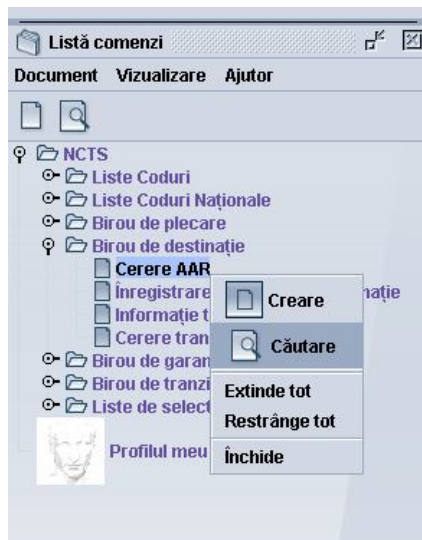 Listă comenzi
Document Vizualizare Ajutor
NCTS
Liste Coduri
Liste Coduri Naționale
Birou de plecare
Birou de destinație
Cerere AAR
Înregistrare mație
Creare
Informație t
Căutare
Cerere tran
Birou de garan
Birou de tranzi
Extinde tot
Liste de select
Restrânge tot
Profilul meu
Închide